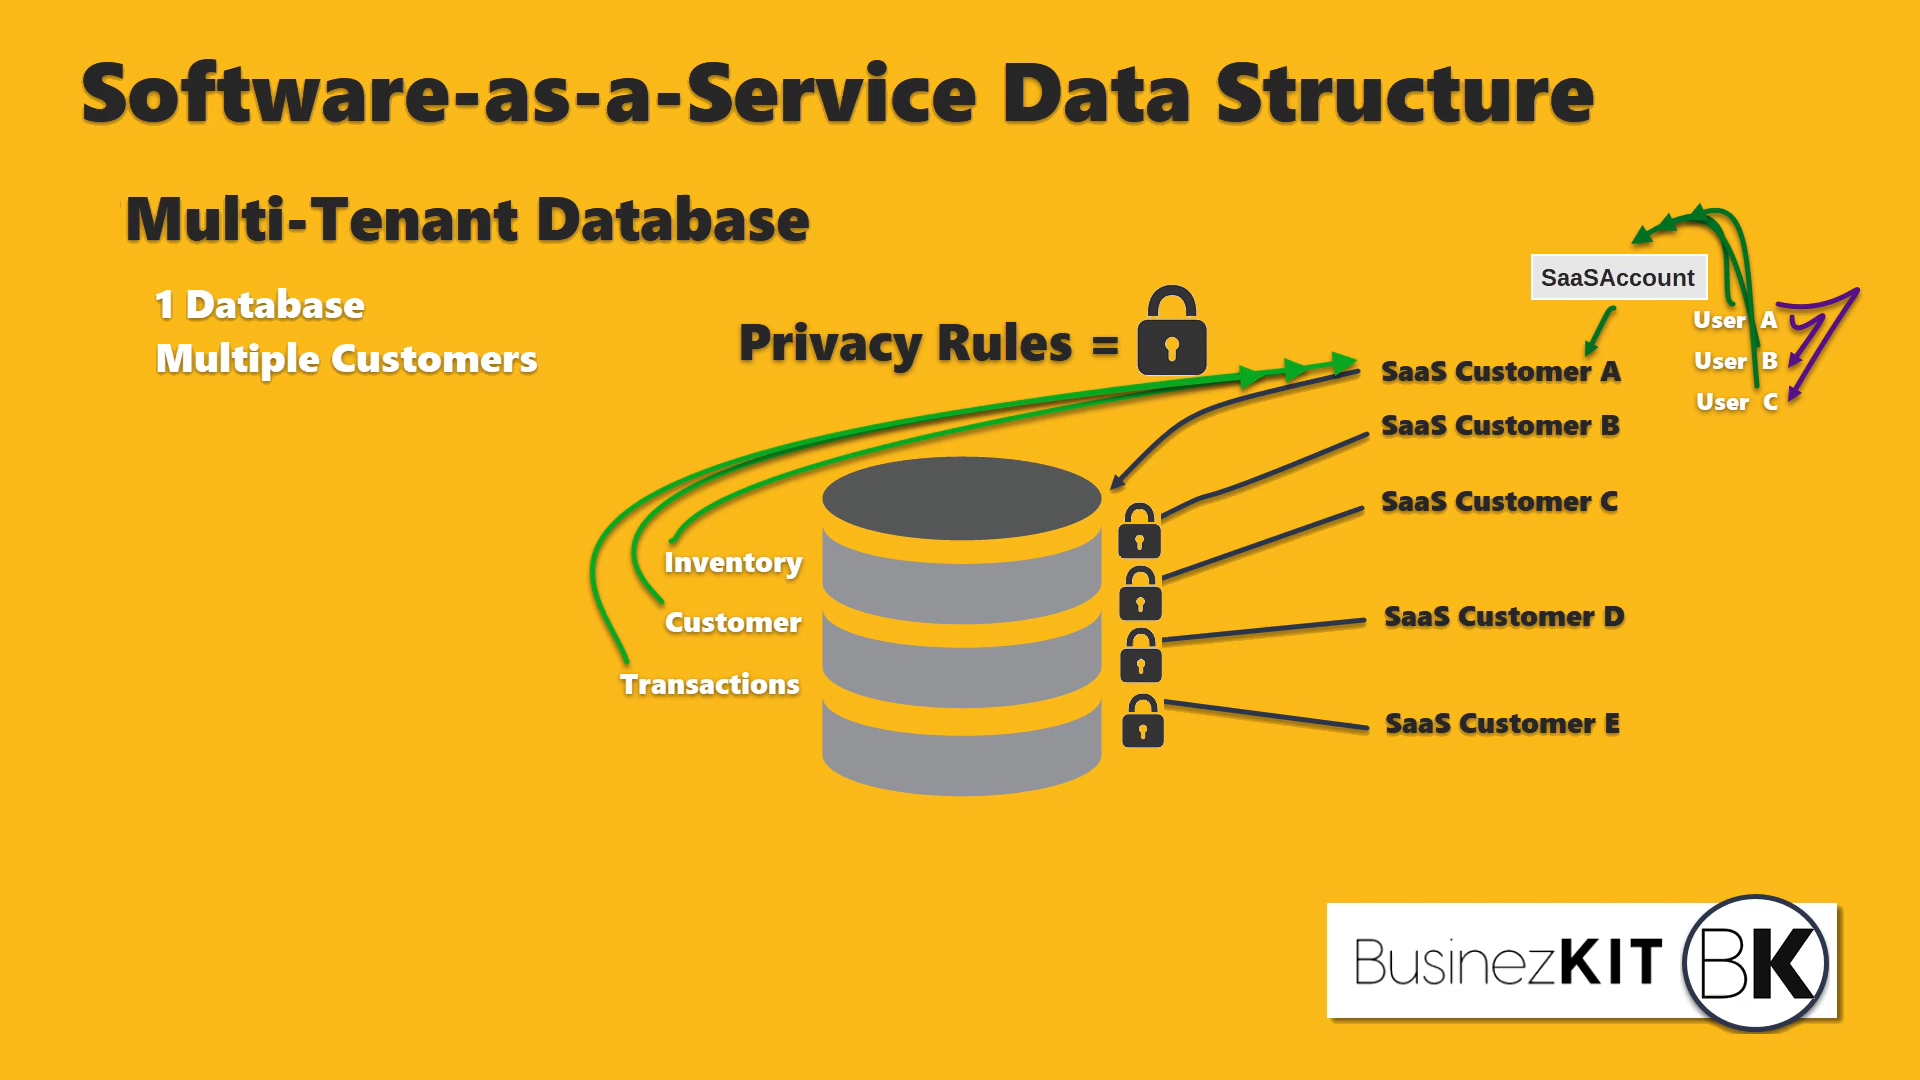 Software-as-a-Service Data Structure
Multi-Tenant Database
1 Database
Multiple Customers
Privacy Rules =
SaaSAccount
User A
User B
User C
SaaS Customer A
SaaS Customer B
SaaS Customer C
SaaS Customer D
SaaS Customer E
Inventory
Customer
Transactions
BusinezKIT
BK